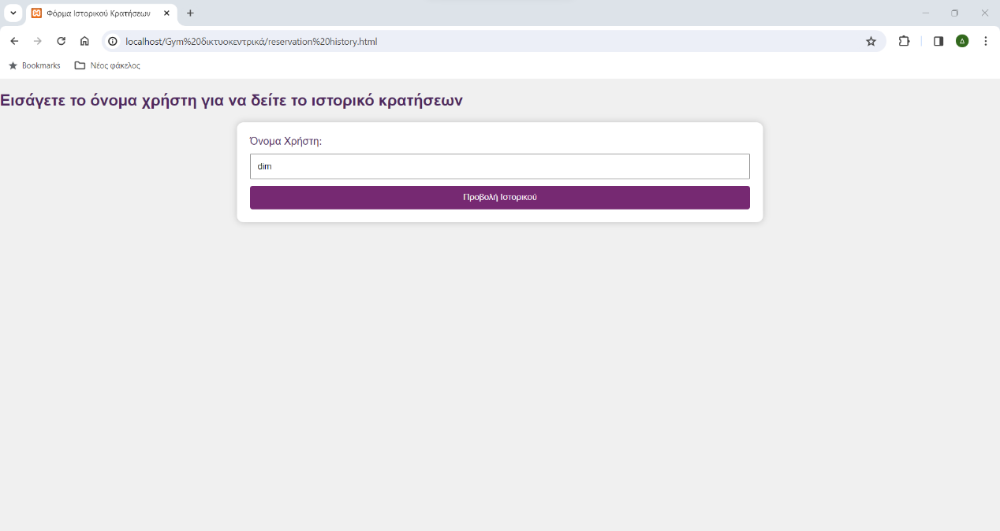 Φόρμα Ιστορικού Κρατήσεων
localhost/Gym%20δικτυοκεντρικά/reservation%20history.html
Δ
Bookmarks
Νέος φάκελος
Εισάγετε το όνομα χρήστη για να δείτε το ιστορικό κρατήσεων
Όνομα Χρήστη:
dim
Προβολή Ιστορικού